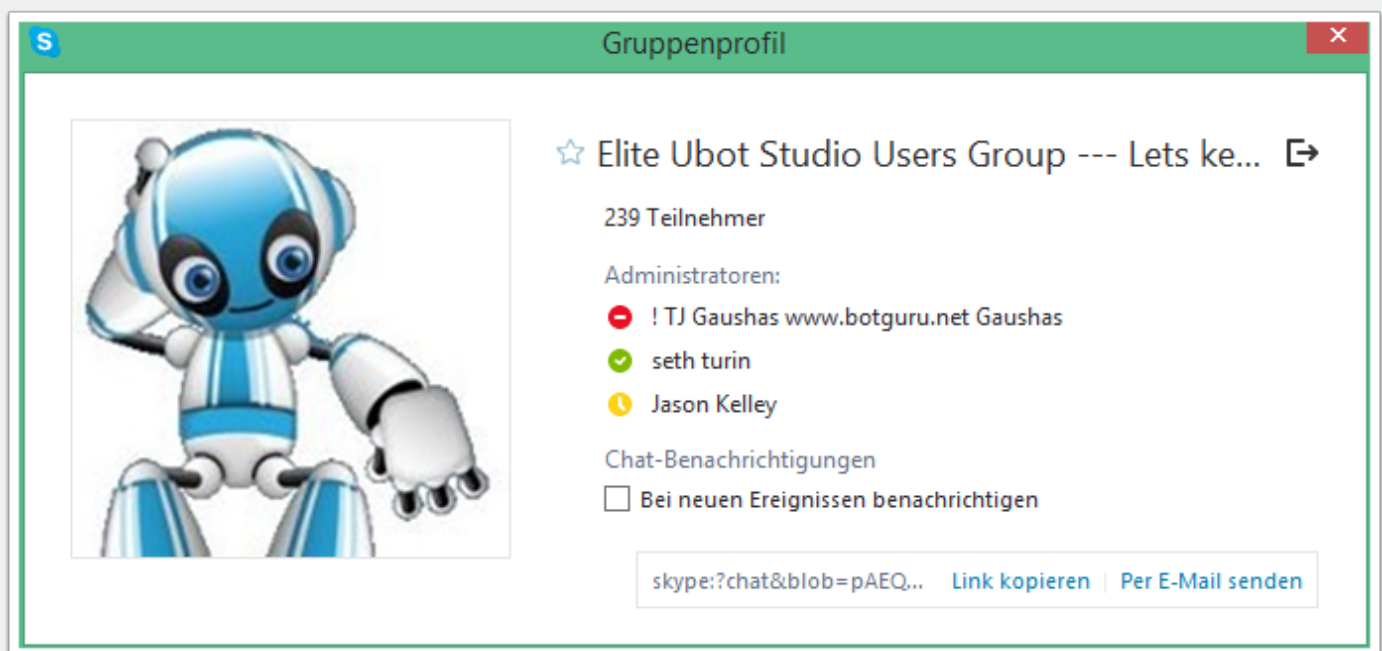 S
Gruppenprofil
Elite Ubot Studio Users Group --- Lets ke...
239 Teilnehmer
Administratoren:
! TJ Gaushas www.botguru.net Gaushas
seth turin
Jason Kelley
Chat-Benachrichtigungen
Bei neuen Ereignissen benachrichtigen
skype:?chat&blob=pAEQ... Link kopieren | Per E-Mail senden